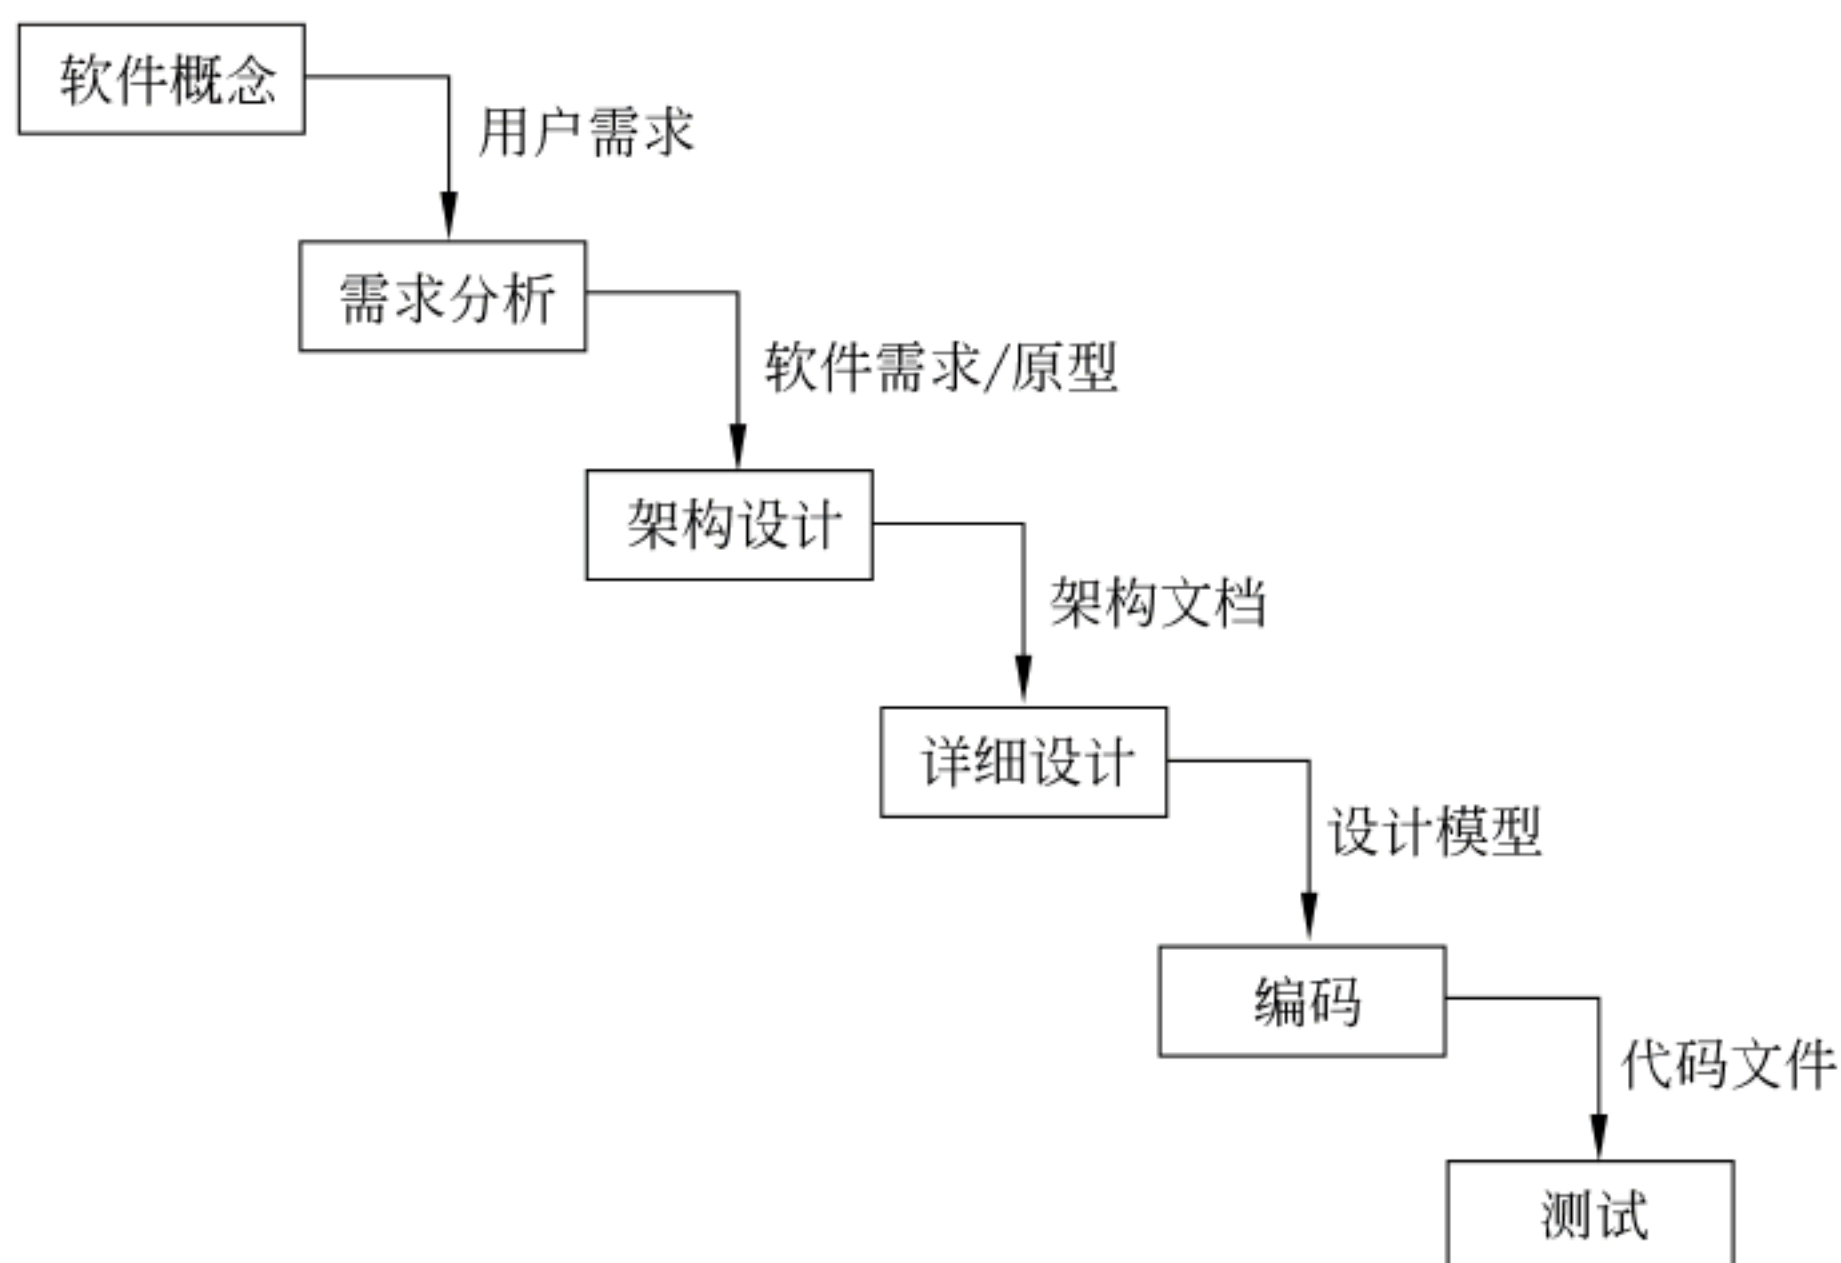 软件概念
用户需求
需求分析
软件需求/原型
架构设计
架构文档
详细设计
设计模型
编码
代码文件
测试